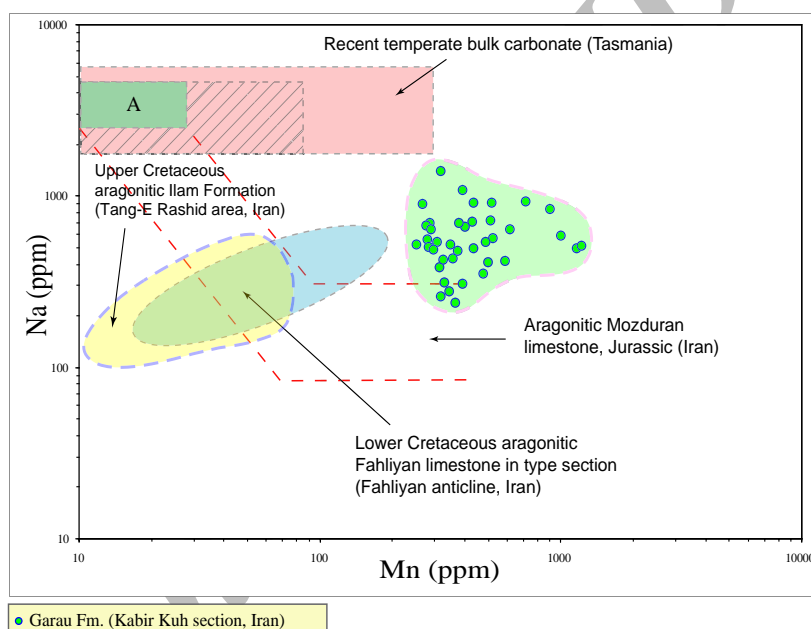 10000
Recent temperate bulk carbonate (Tasmania)
A
1000
Upper Cretaceous
aragonitic Ilam Formation
(Tang-E Rashid area, Iran)
Na (ppm)
Aragonitic Mozduran
limestone, Jurassic (Iran)
100
Lower Cretaceous aragonitic
Fahliyan limestone in type section
(Fahliyan anticline, Iran)
10
10 100 1000 10000
Mn (ppm)
Garau Fm. (Kabir Kuh section, Iran)